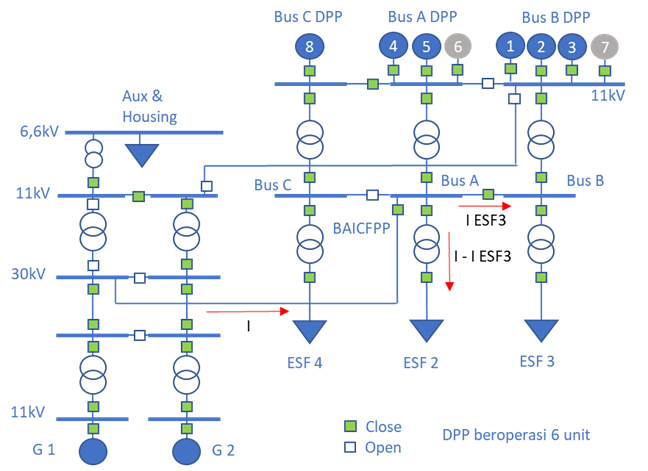 Bus C DPP
Bus A DPP
Bus B DPP
8
4
5
6
1
2
3
7
11kV
Aux &
Housing
6,6kV
11kV
Bus C
Bus A
Bus B
I ESF3
BAICFPP
I - I ESF3
30kV
I
ESF 4
ESF 2
ESF 3
11kV
G 1
G 2
Close
Open
DPP beroperasi 6 unit